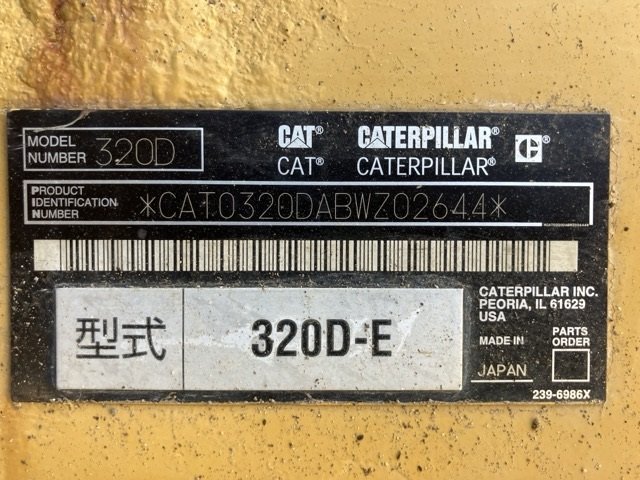 MODEL NUMBER 320D
CAT® CATERPILLAR® C®
CAT® CATERPILLAR®
PRODUCT IDENTIFICATION NUMBER *CAT0320DABWZ02644*
型式 320D-E
CATERPILLAR INC.
PEORIA, IL 61629
USA
MADE IN
JAPAN
PARTS ORDER
239-6986X